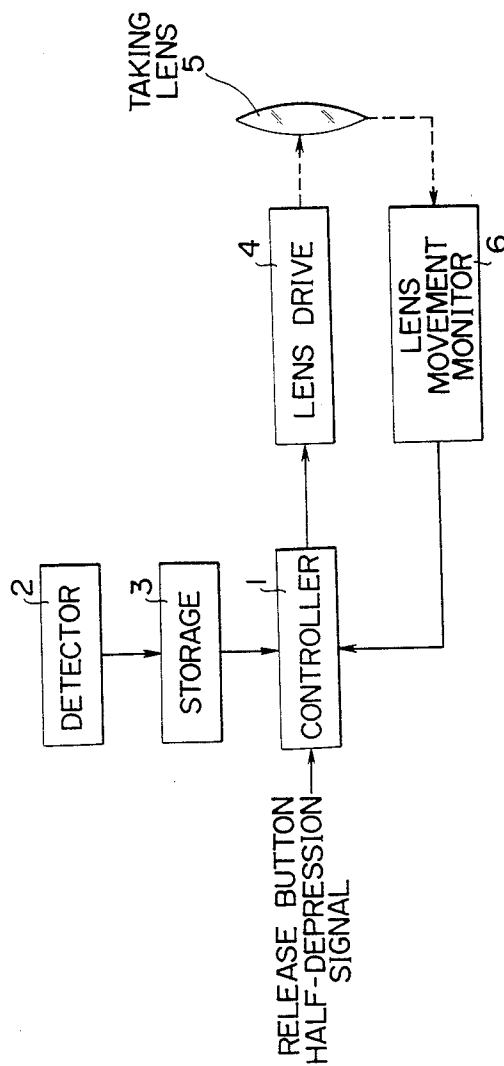 DETECTOR
2
STORAGE
3
RELEASE BUTTON
HALF-DEPRESSION
SIGNAL
CONTROLLER
1
LENS DRIVE
4
TAKING
LENS
5
LENS
MOVEMENT
MONITOR
6